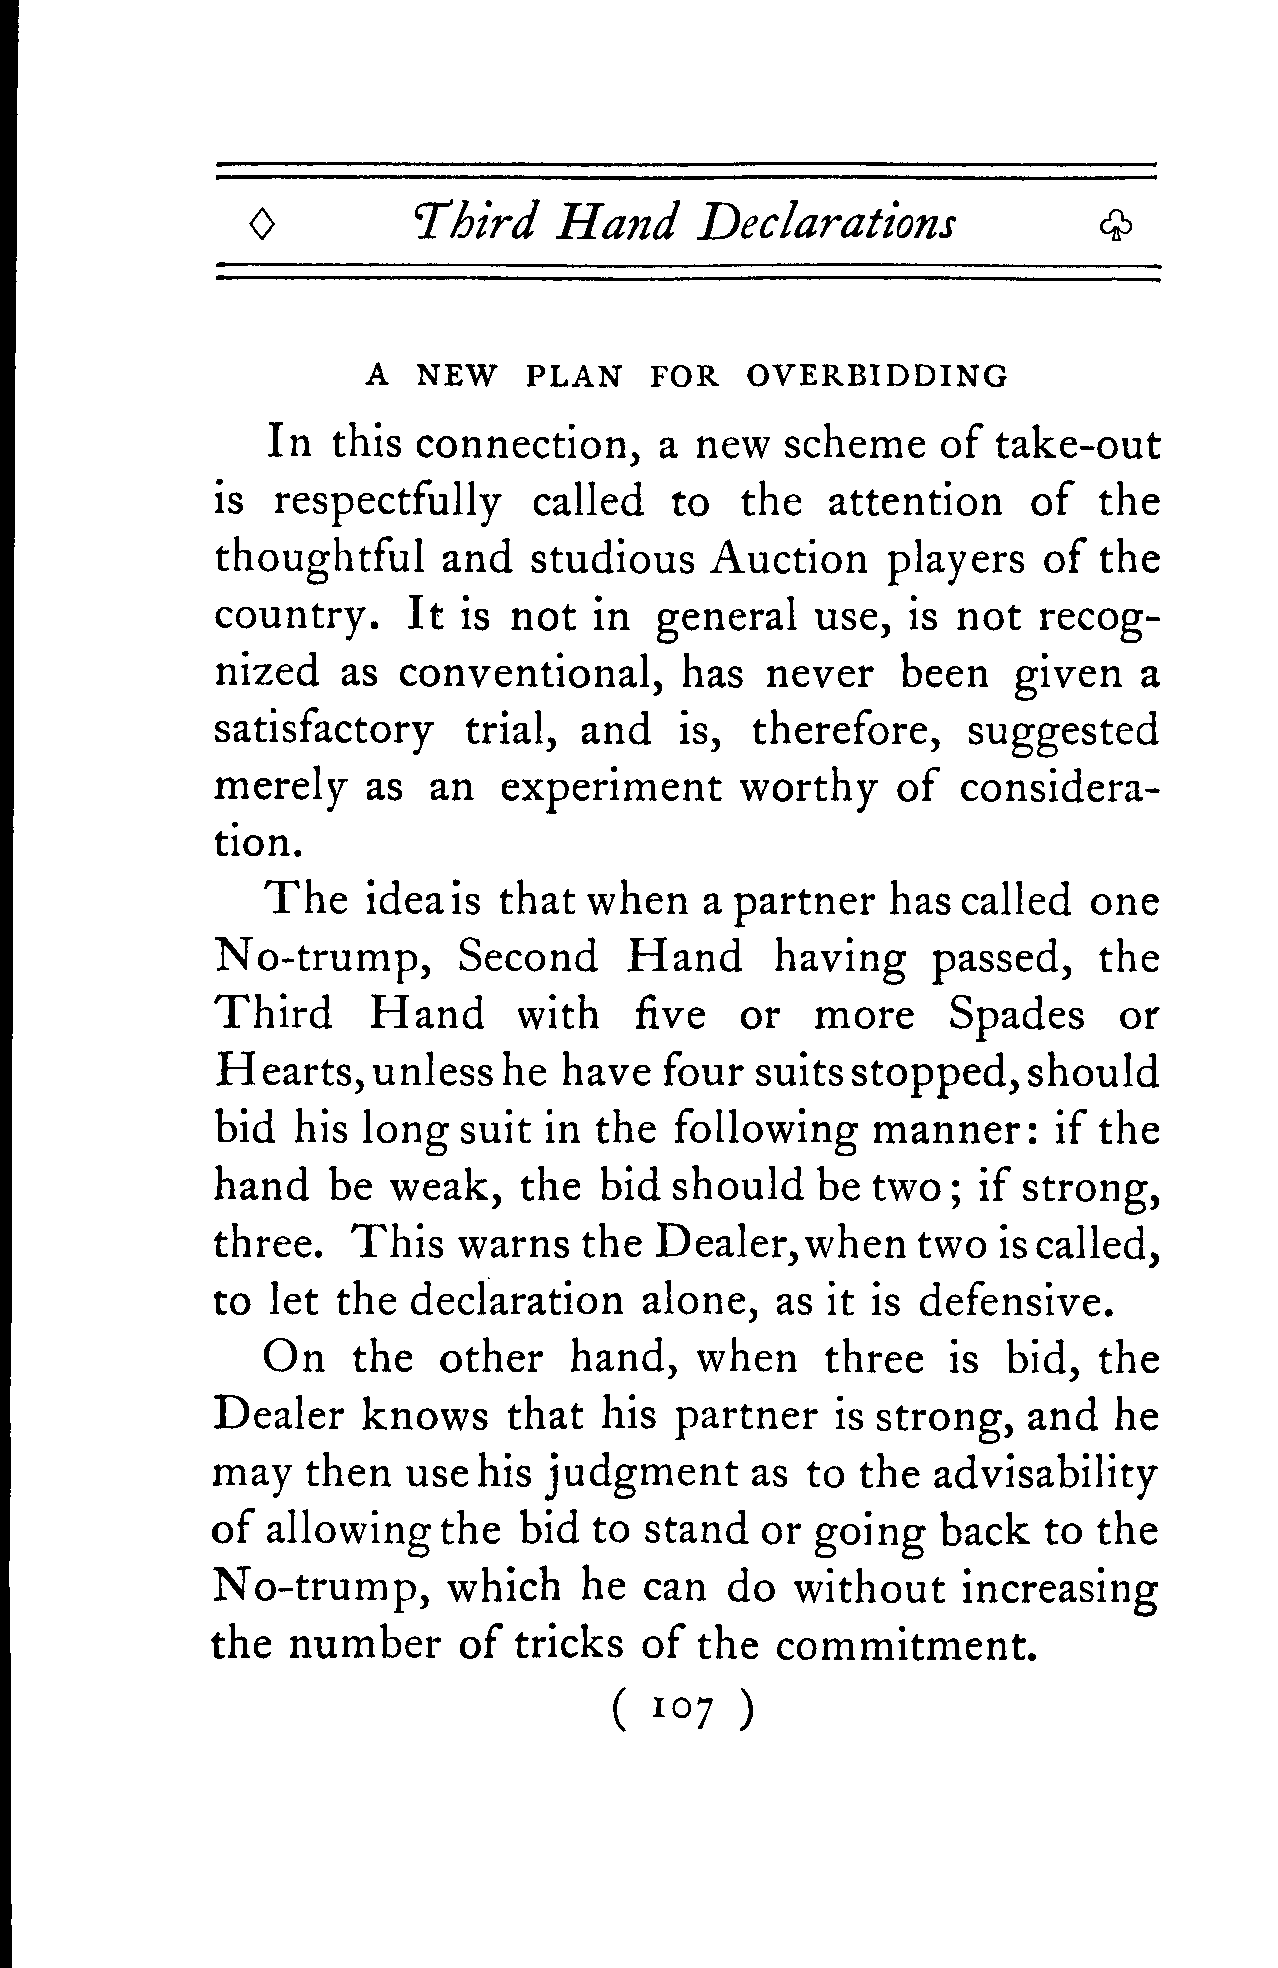 ◊ Third Hand Declarations ♧
A NEW PLAN FOR OVERBIDDING
In this connection, a new scheme of take-out
is respectfully called to the attention of the
thoughtful and studious Auction players of the
country. It is not in general use, is not recog-
nized as conventional, has never been given a
satisfactory trial, and is, therefore, suggested
merely as an experiment worthy of considera-
tion.
The idea is that when a partner has called one
No-trump, Second Hand having passed, the
Third Hand with five or more Spades or
Hearts, unless he have four suits stopped, should
bid his long suit in the following manner: if the
hand be weak, the bid should be two; if strong,
three. This warns the Dealer, when two is called,
to let the declaration alone, as it is defensive.
On the other hand, when three is bid, the
Dealer knows that his partner is strong, and he
may then use his judgment as to the advisability
of allowing the bid to stand or going back to the
No-trump, which he can do without increasing
the number of tricks of the commitment.
( 107 )